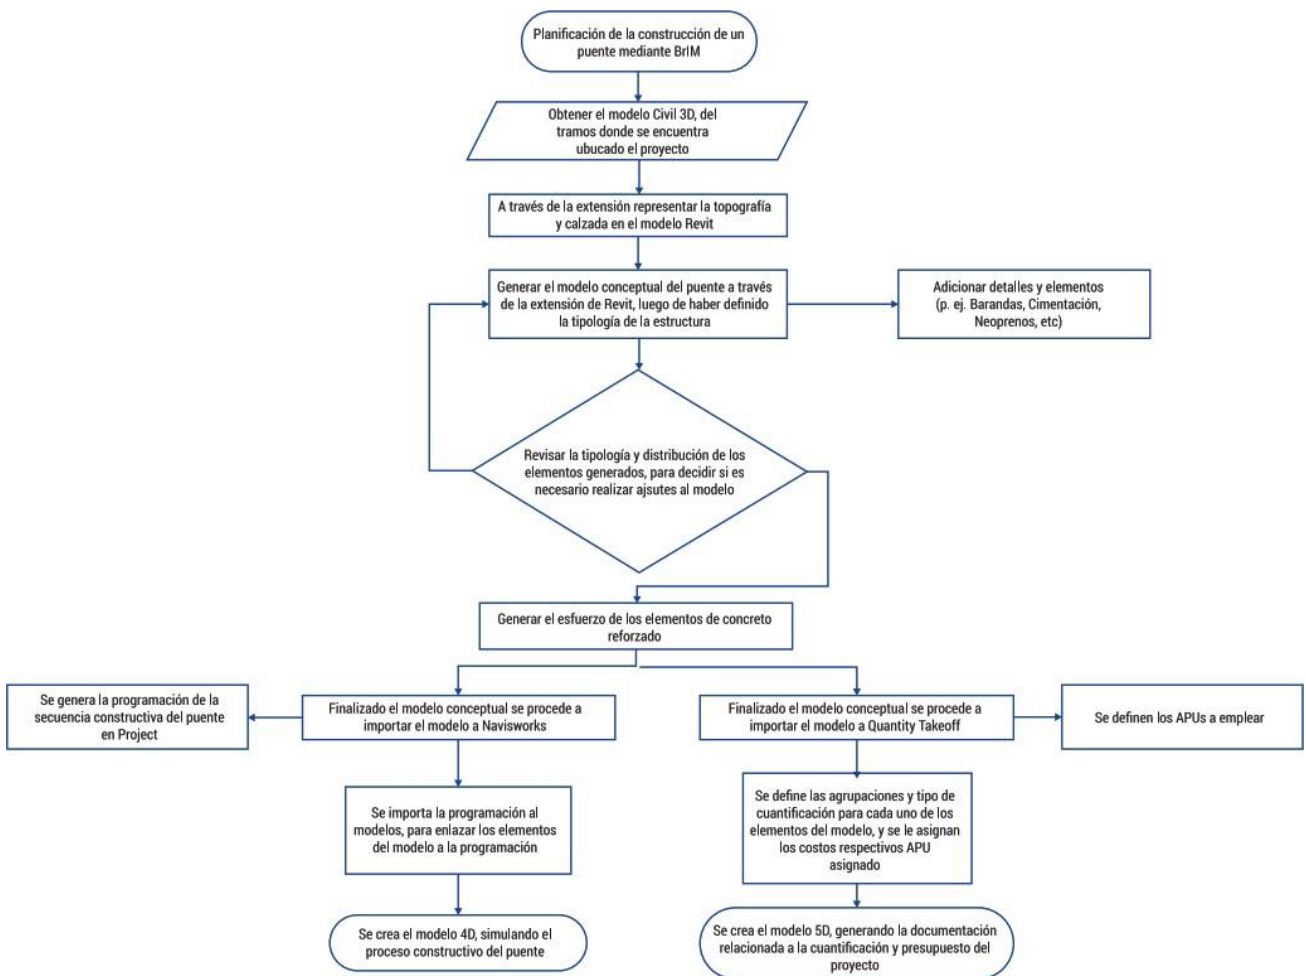 Planificación de la construcción de un
puente mediante BrIM
Obtener el modelo Civil 3D, del
tramos donde se encuentra
ubucado el proyecto
A través de la extensión representar la topografía
y calzada en el modelo Revit
Generar el modelo conceptual del puente a través
de la extensión de Revit, luego de haber definido
la tipología de la estructura
Adicionar detalles y elementos
(p. ej. Barandas, Cimentación,
Neoprenos, etc)
Revisar la tipología y distribución de los
elementos generados, para decidir si es
necesario realizar ajsutes al modelo
Generar el esfuerzo de los elementos de concreto
reforzado
Se genera la programación de la
secuencia constructiva del puente
en Project
Finalizado el modelo conceptual se procede a
importar el modelo a Navisworks
Finalizado el modelo conceptual se procede a
importar el modelo a Quantity Takeoff
Se definen los APUs a emplear
Se importa la programación al
modelos, para enlazar los elementos
del modelo a la programación
Se define las agrupaciones y tipo de
cuantificación para cada uno de los
elementos del modelo, y se le asignan
los costos respectivos APU
asignado
Se crea el modelo 4D, simulando el
proceso constructivo del puente
Se crea el modelo 5D, generando la documentación
relacionada a la cuantificación y presupuesto del
proyecto